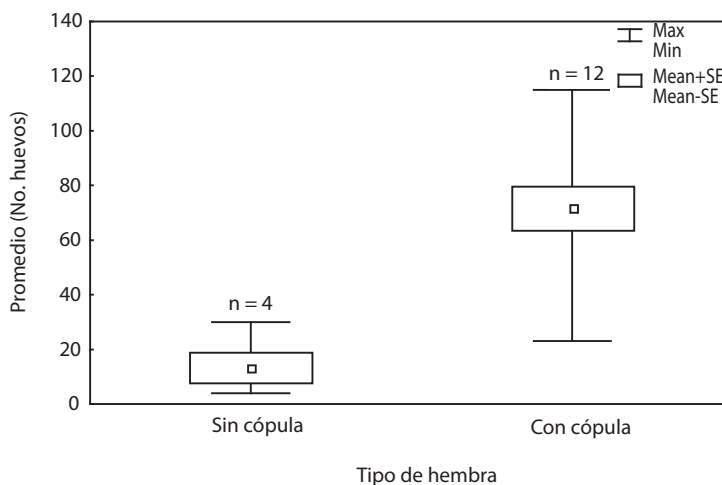 140
Max
Min
n = 12
Mean+SE
Mean-SE
120
100
80
60
n = 4
40
20
0
Promedio (No. huevos)
Sin cópula
Con cópula
Tipo de hembra